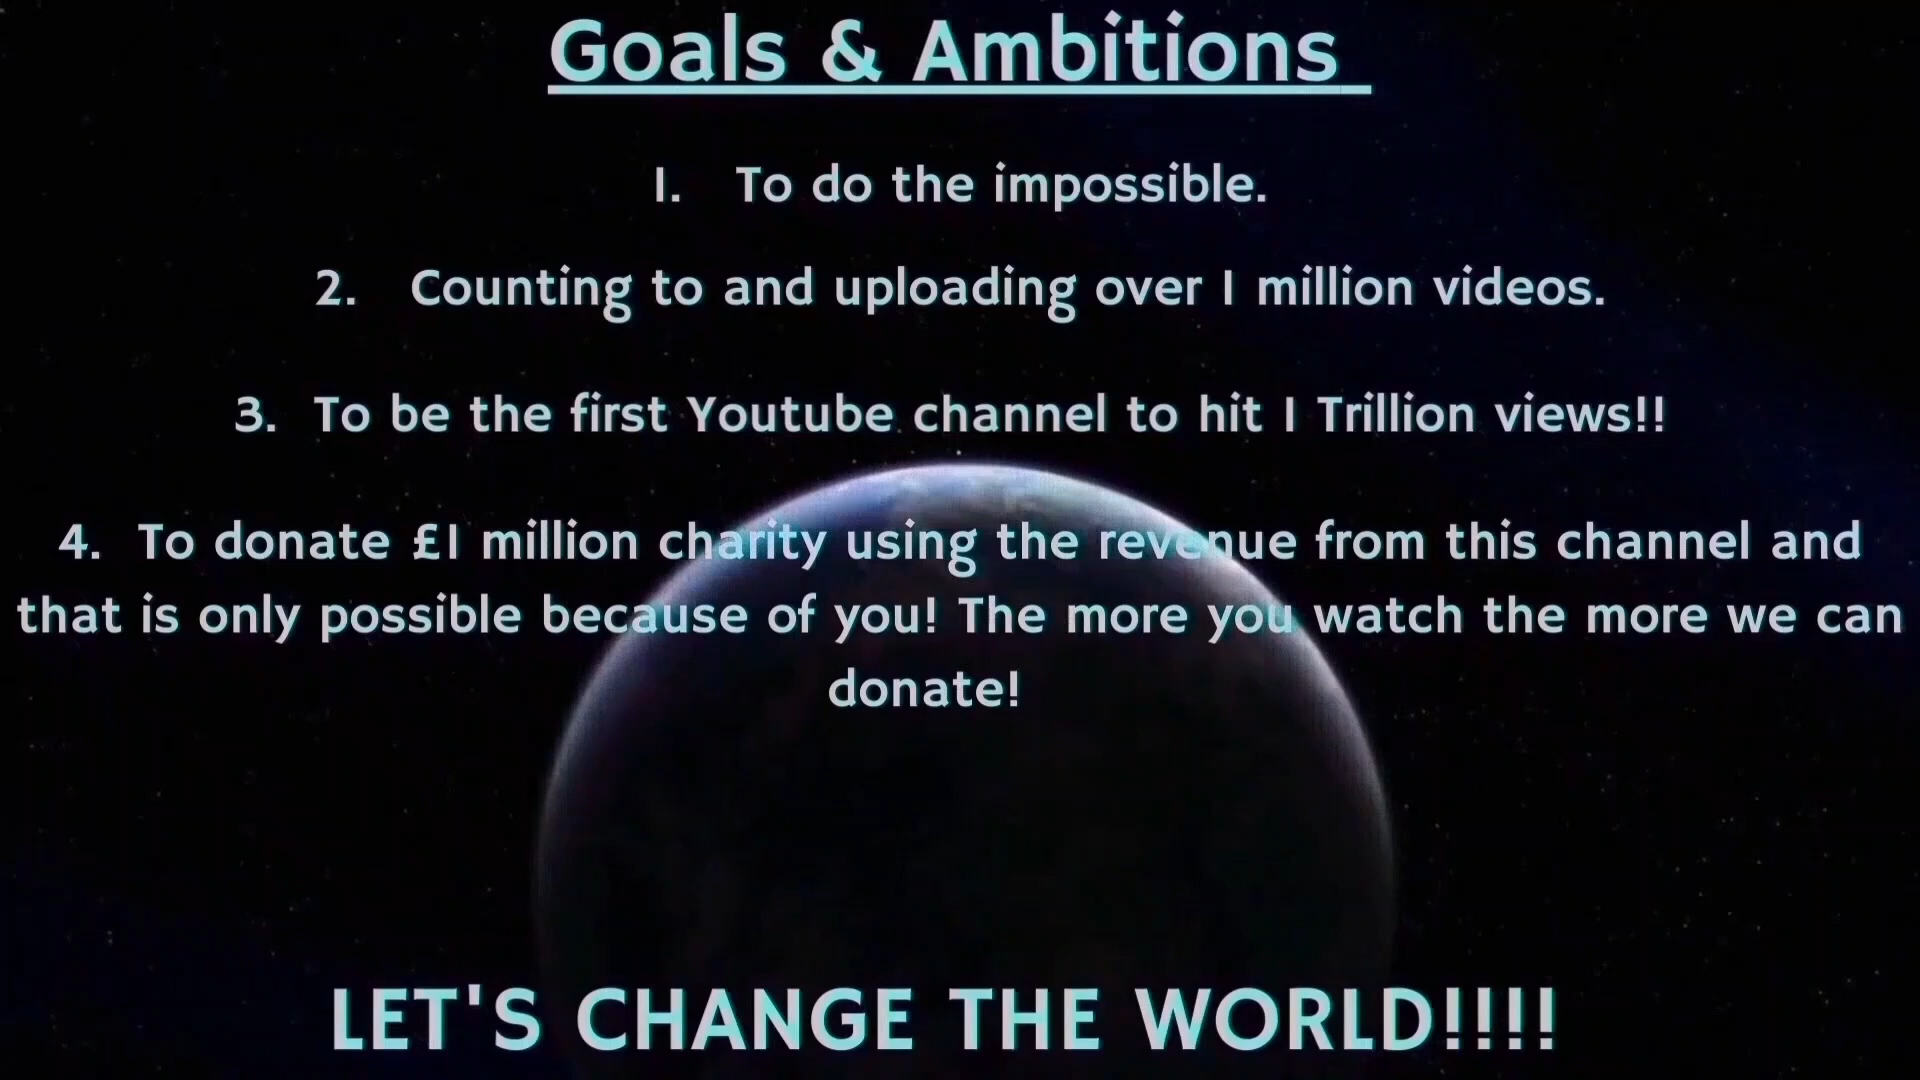 Goals & Ambitions
1. To do the impossible.
2. Counting to and uploading over 1 million videos.
3. To be the first Youtube channel to hit 1 Trillion views!!
4. To donate £1 million charity using the revenue from this channel and
that is only possible because of you! The more you watch the more we can
donate!
LET'S CHANGE THE WORLD!!!!